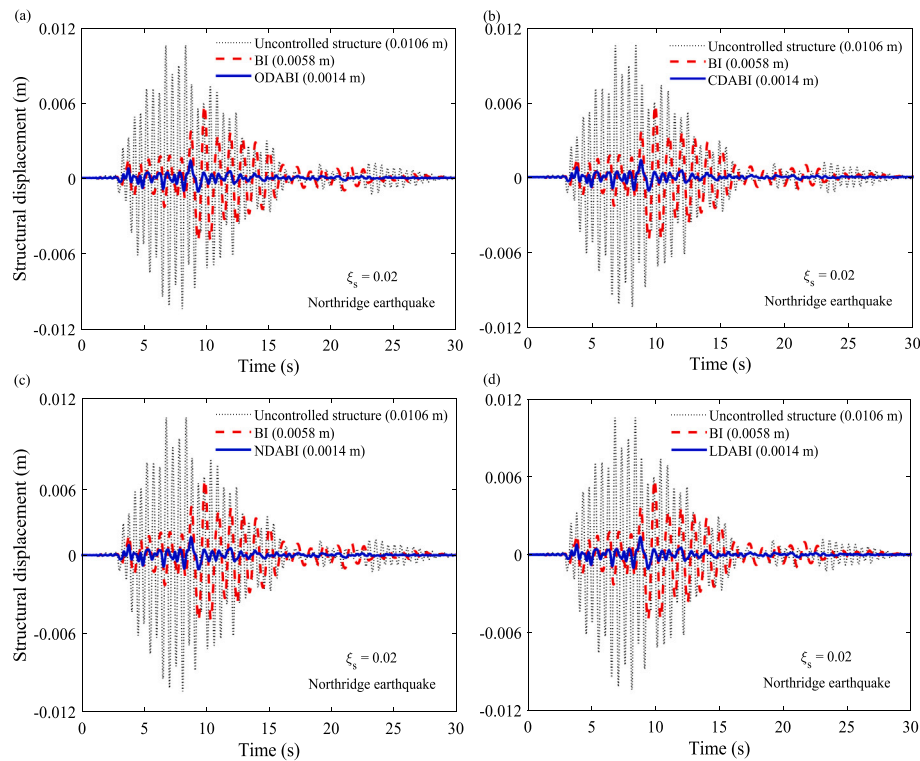 (a)
Structural displacement (m)
0.012
0.006
0
-0.006
-0.012
Uncontrolled structure (0.0106 m)
BI (0.0058 m)
ODABI (0.0014 m)
ξs = 0.02
Northridge earthquake
0 5 10 15 20 25 30
Time (s)
(b)
0.012
0.006
0
-0.006
-0.012
Uncontrolled structure (0.0106 m)
BI (0.0058 m)
CDABI (0.0014 m)
ξs = 0.02
Northridge earthquake
0 5 10 15 20 25 30
Time (s)
(c)
Structural displacement (m)
0.012
0.006
0
-0.006
-0.012
Uncontrolled structure (0.0106 m)
BI (0.0058 m)
NDABI (0.0014 m)
ξs = 0.02
Northridge earthquake
0 5 10 15 20 25 30
Time (s)
(d)
0.012
0.006
0
-0.006
-0.012
Uncontrolled structure (0.0106 m)
BI (0.0058 m)
LDABI (0.0014 m)
ξs = 0.02
Northridge earthquake
0 5 10 15 20 25 30
Time (s)